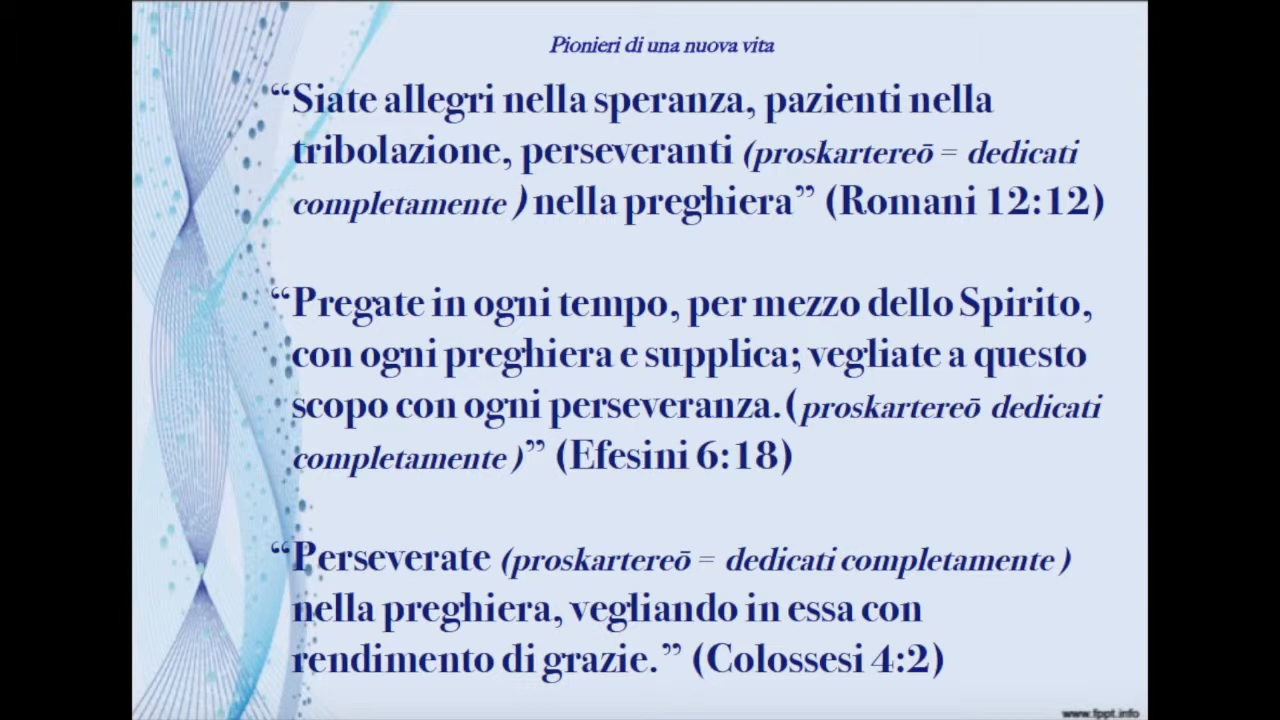 Pionieri di una nuova vita
“Siate allegri nella speranza, pazienti nella
tribolazione, perseveranti (proskartereō = dedicati
completamente ) nella preghiera” (Romani 12:12)
“Pregate in ogni tempo, per mezzo dello Spirito,
con ogni preghiera e supplica; vegliate a questo
scopo con ogni perseveranza. (proskartereō dedicati
completamente )” (Efesini 6:18)
“Perseverate (proskartereō = dedicati completamente )
nella preghiera, vegliando in essa con
rendimento di grazie.” (Colossesi 4:2)
www.fppt.info